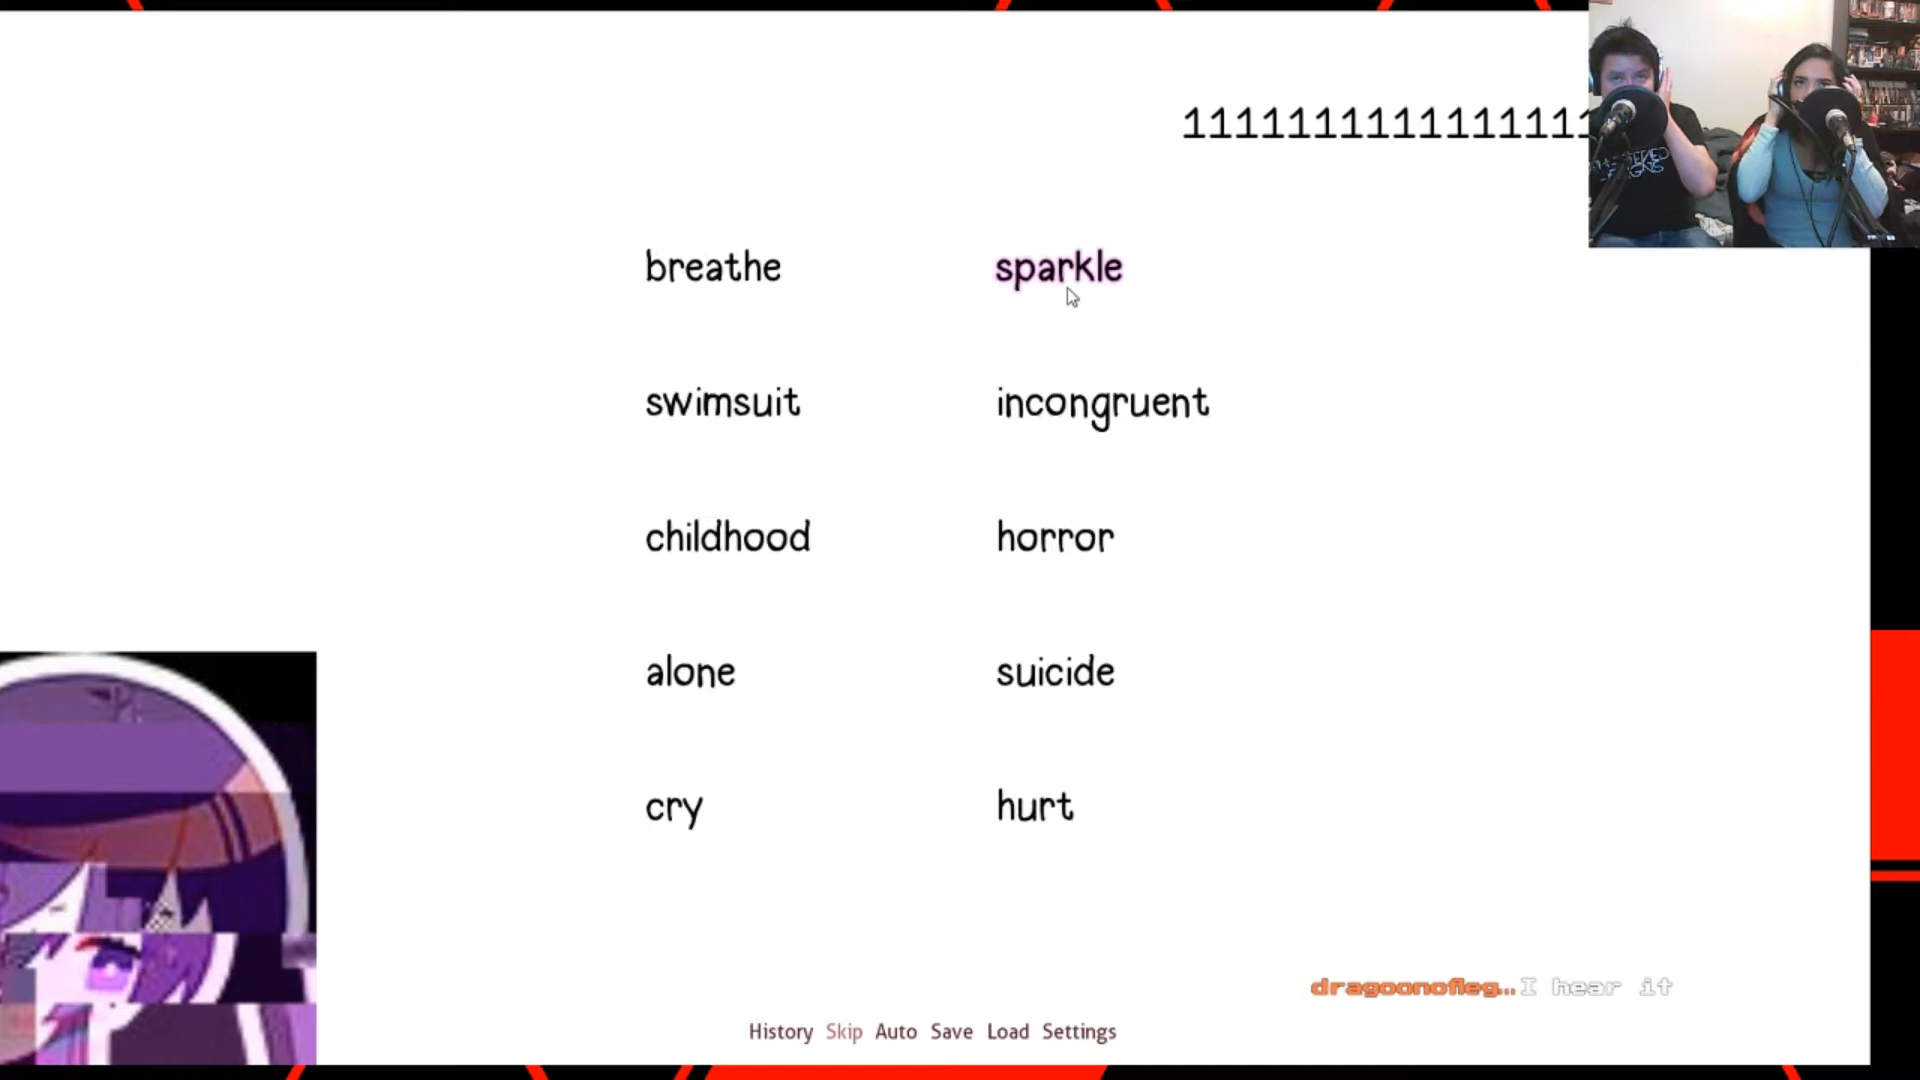 1111111111111111
breathe sparkle
swimsuit incongruent
childhood horror
alone suicide
cry hurt
dragoonofleg... I hear it
History Skip Auto Save Load Settings